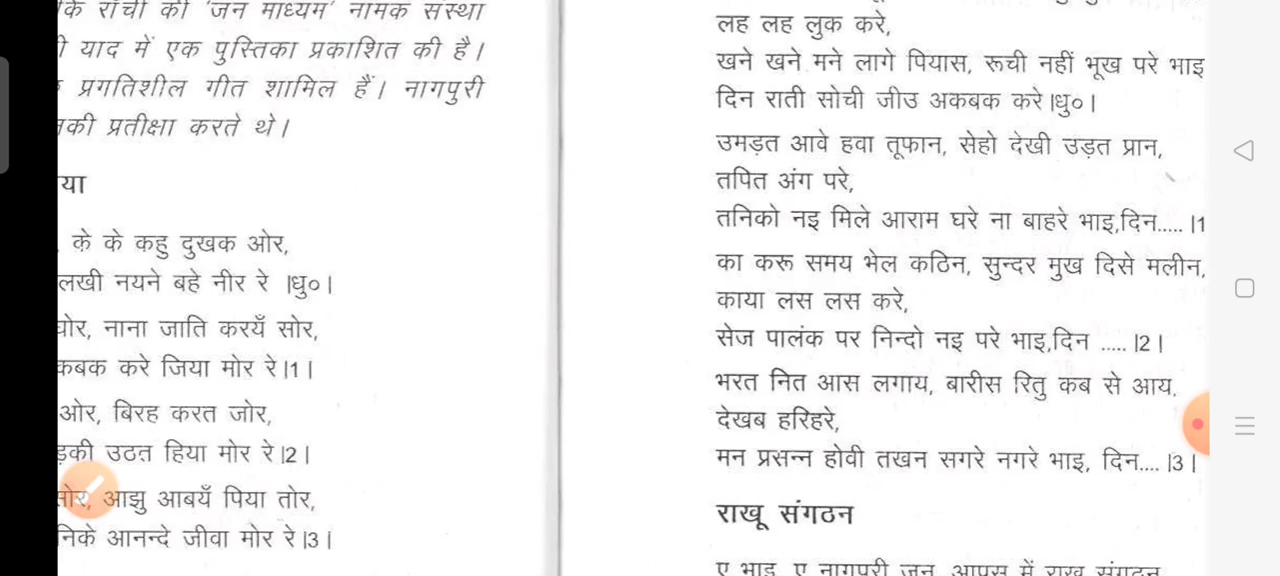 कि राँची की 'जन माध्यम' नामक संस्था
याद में एक पुस्तिका प्रकाशित की है।
प्रगतिशील गीत शामिल हैं। नागपुरी
की प्रतीक्षा करते थे।
या
के के कहु दुखक ओर,
लखी नयने बहे नीर रे ।धु०।
घोर, नाना जाति करयँ सोर,
कबक करे जिया मोर रे।1।
ओर, बिरह करत जोर,
ड़की उठत हिया मोर रे।2।
सोर, आझु आबयँ पिया तोर,
निके आनन्दे जीवा मोर रे।3।
लह लह लुक करे,
खने खने मने लागे पियास, रूची नहीं भूख परे भाइ
दिन राती सोची जीउ अकबक करे।धु०।
उमड़त आवे हवा तूफान, सेहो देखी उड़त प्रान,
तपित अंग परे,
तनिको नइ मिले आराम घरे ना बाहरे भाइ,दिन..... ।1
का करू समय भेल कठिन, सुन्दर मुख दिसे मलीन,
काया लस लस करे,
सेज पालंक पर निन्दो नइ परे भाइ,दिन ..... ।2।
भरत नित आस लगाय, बारीस रितु कब से आय,
देखब हरिहरे,
मन प्रसन्न होवी तखन सगरे नगरे भाइ, दिन.... ।3।
राखू संगठन
ए भाइ ए नागपुरी जन आपस में राखू संगठन